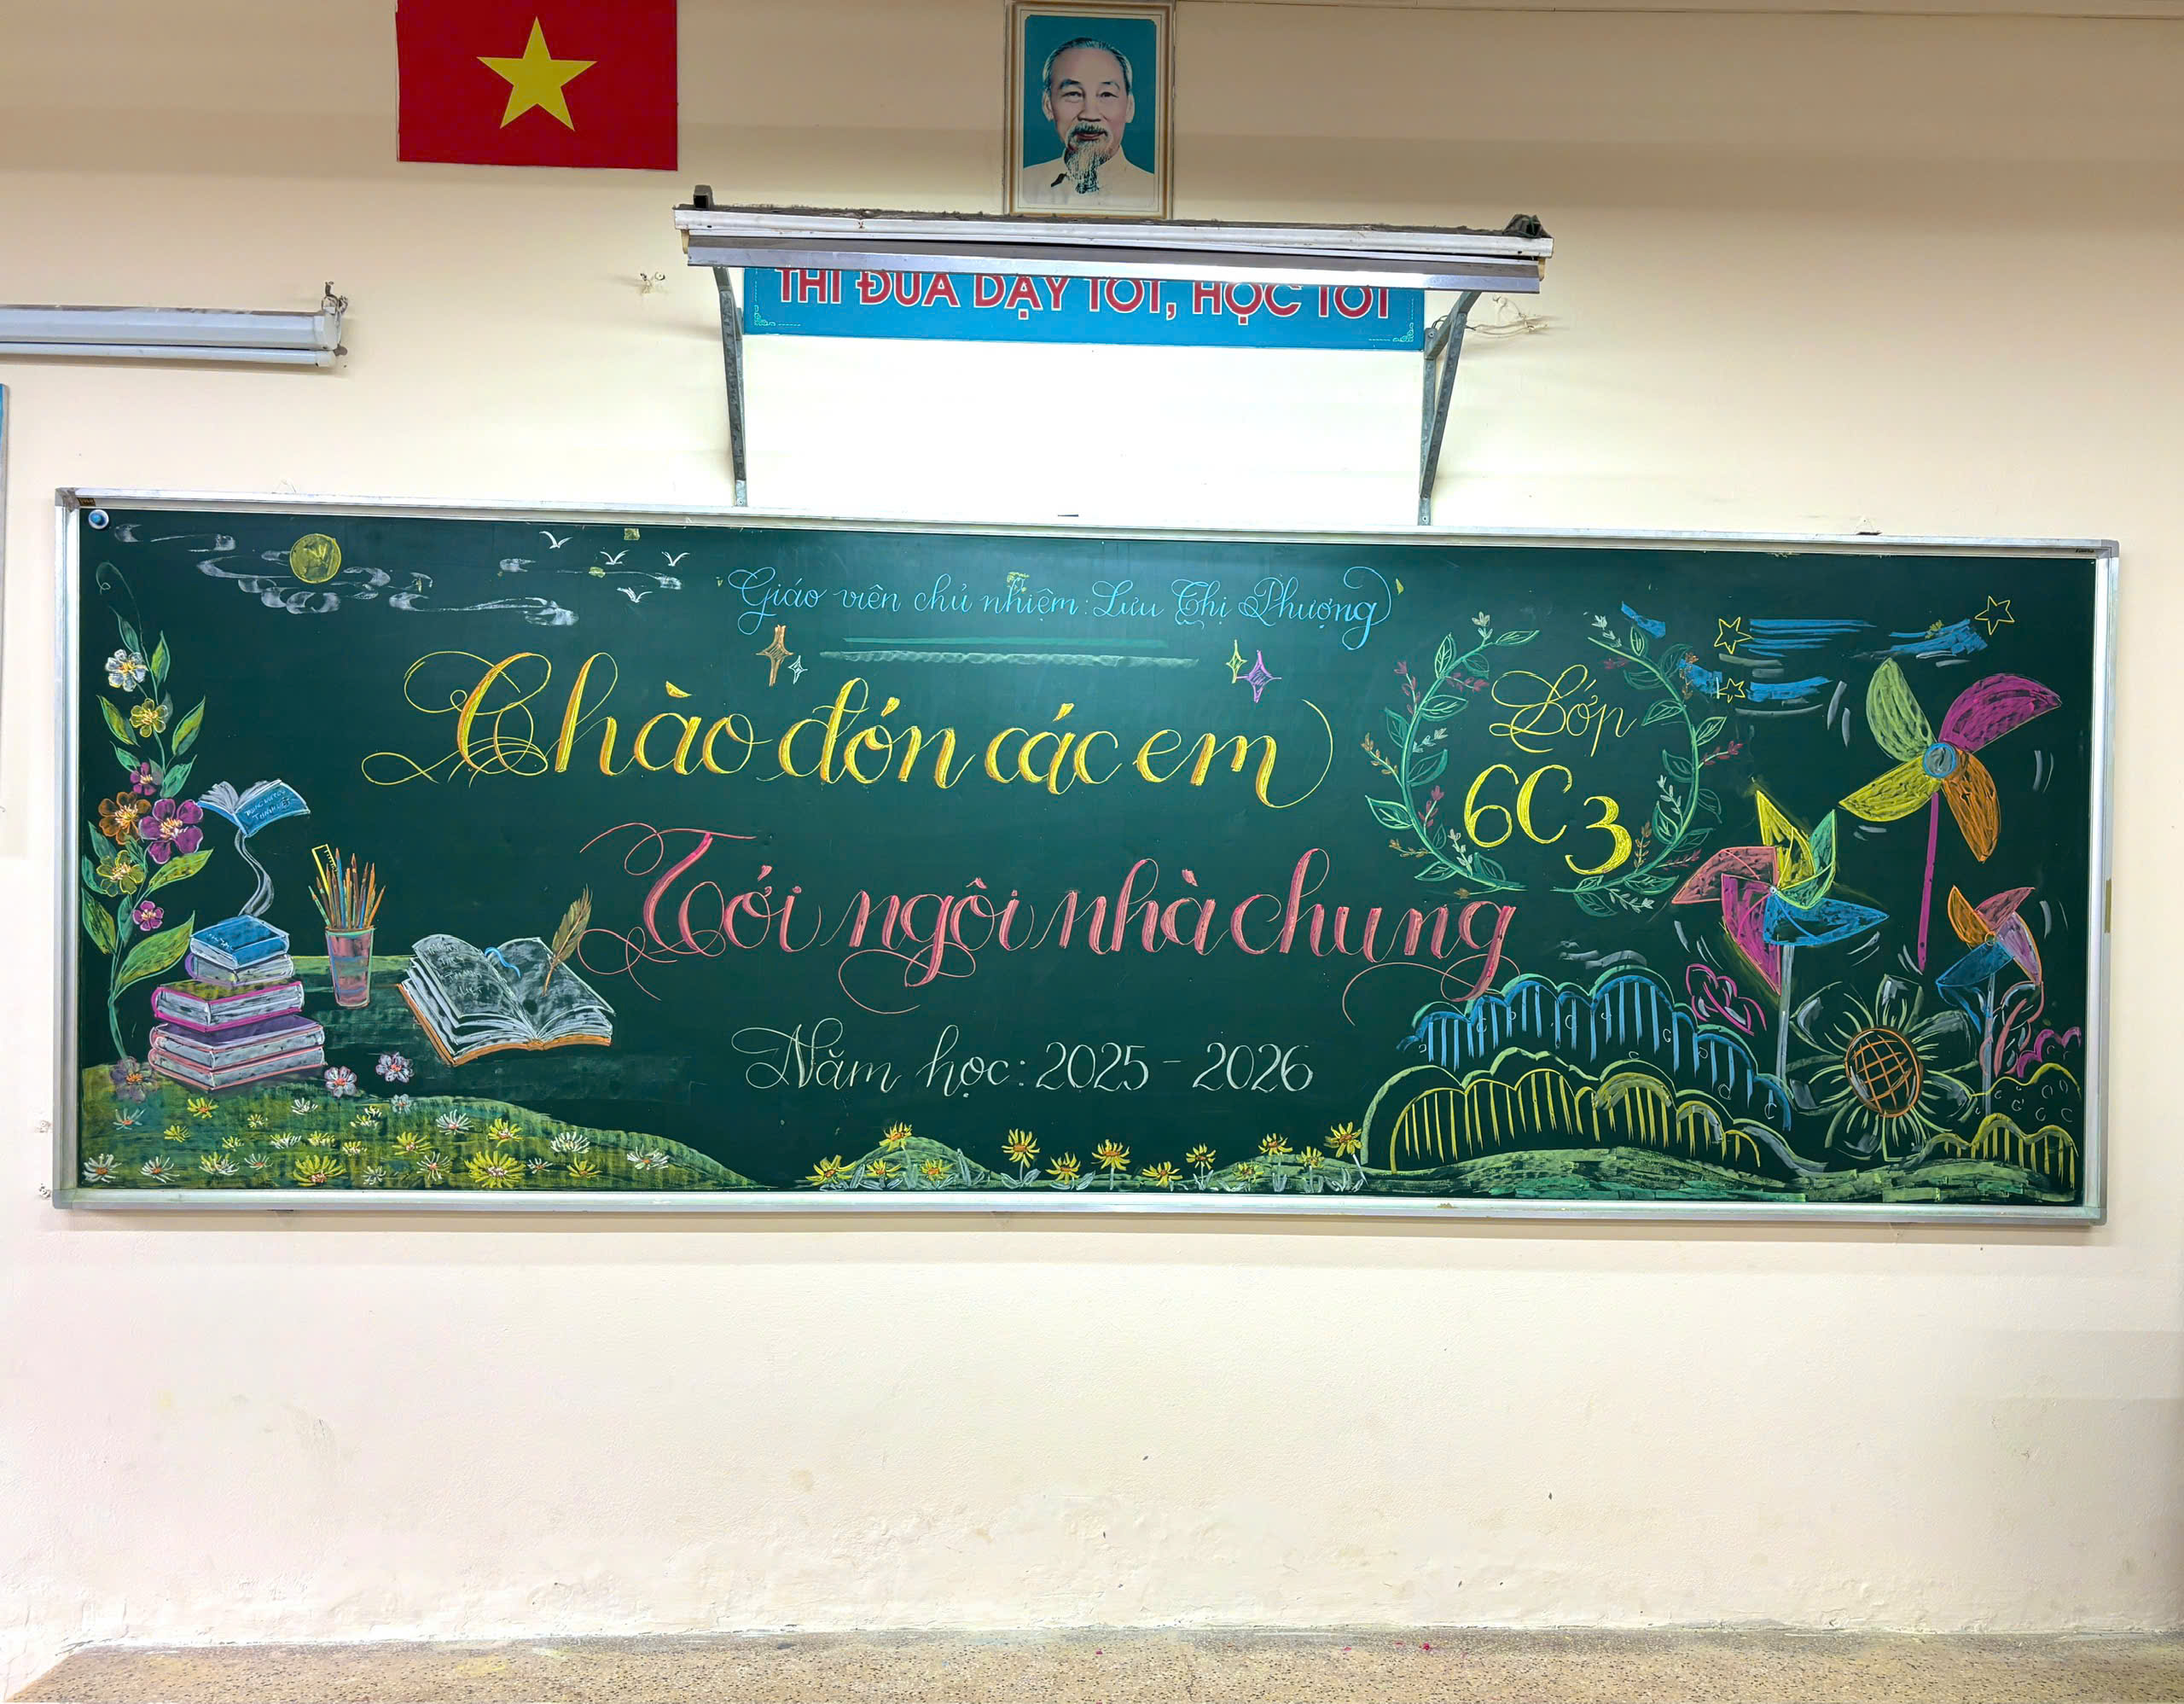 THI ĐUA DẠY TỐT, HỌC TỐT
Giáo viên chủ nhiệm: Lưu Thị Phượng
Chào đón các em
Tới ngôi nhà chung
Năm học: 2025 - 2026
Lớp
6C3